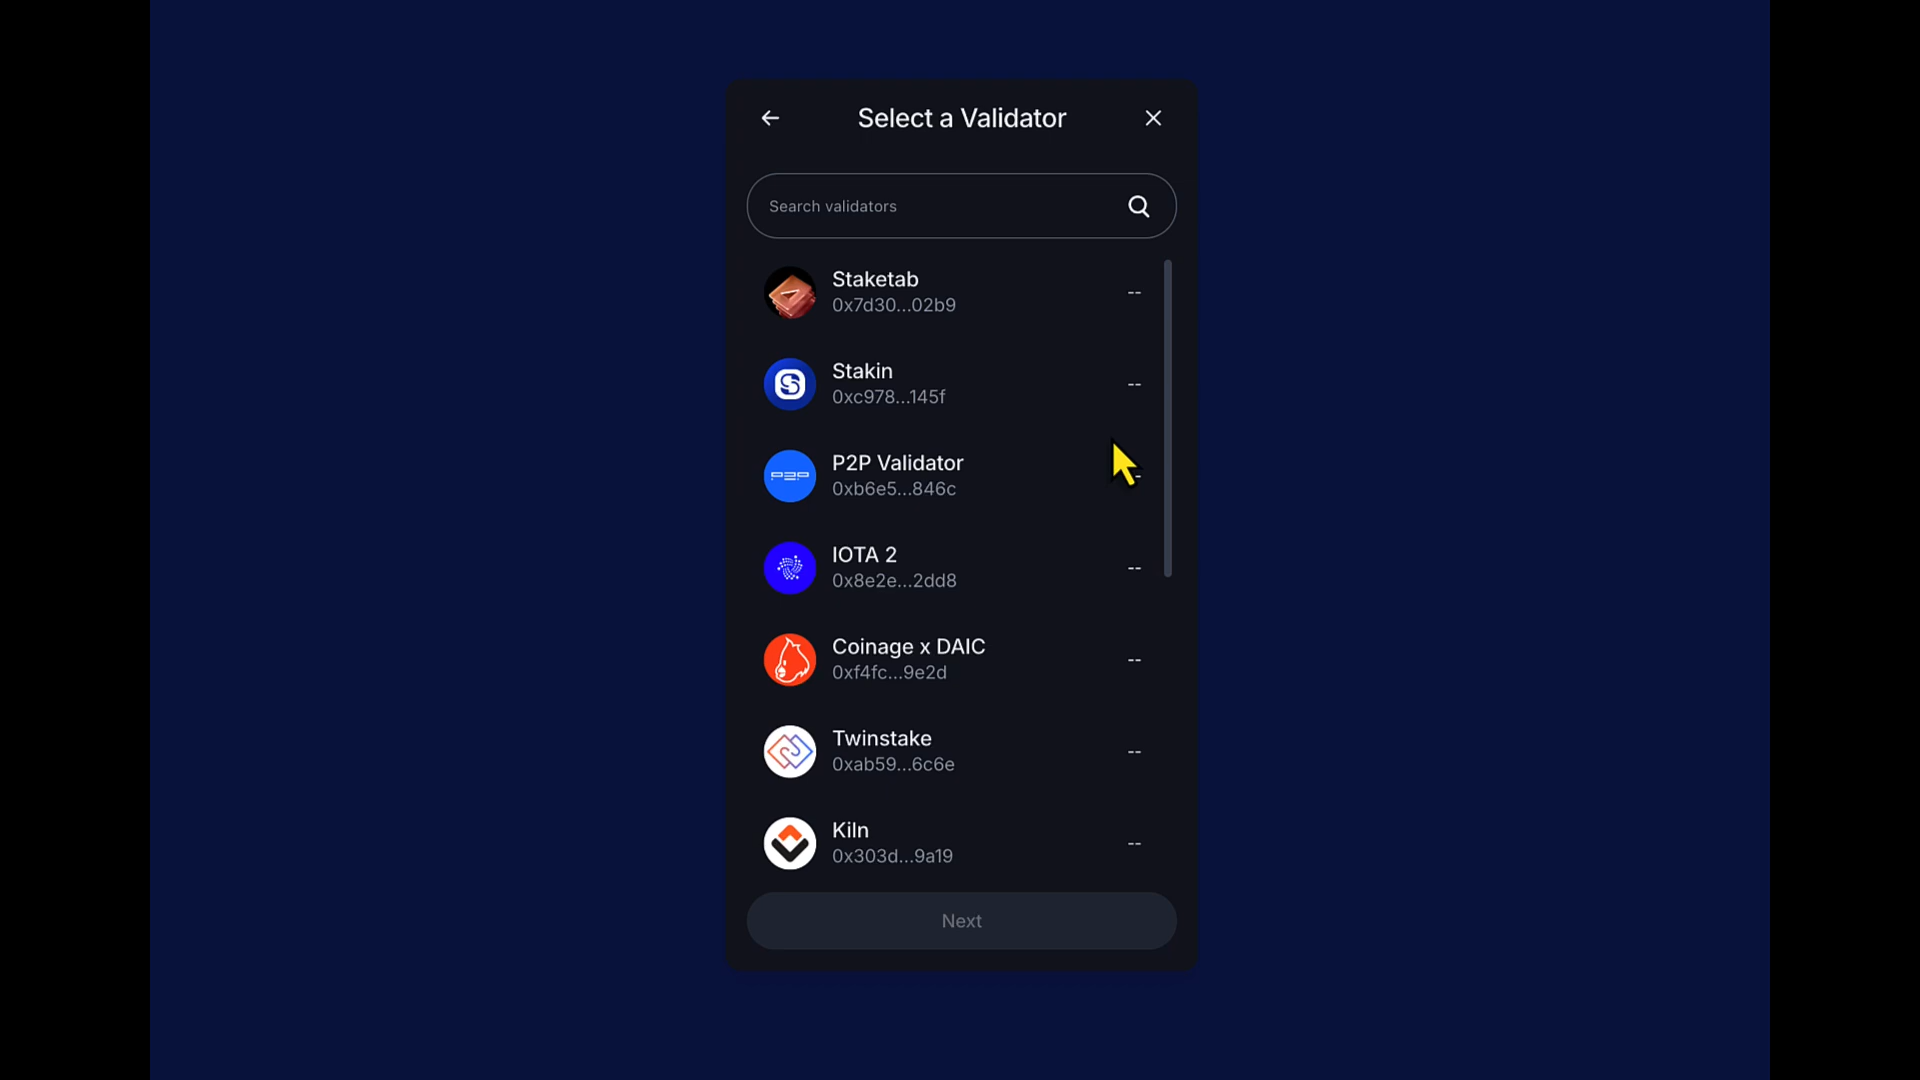 Select a Validator
Search validators
Staketab
0x7d30...02b9
--
Stakin
0xc978...145f
--
P2P
P2P Validator
0xb6e5...846c
IOTA 2
0x8e2e...2dd8
--
Coinage x DAIC
0xf4fc...9e2d
--
Twinstake
0xab59...6c6e
--
Kiln
0x303d...9a19
--
Next